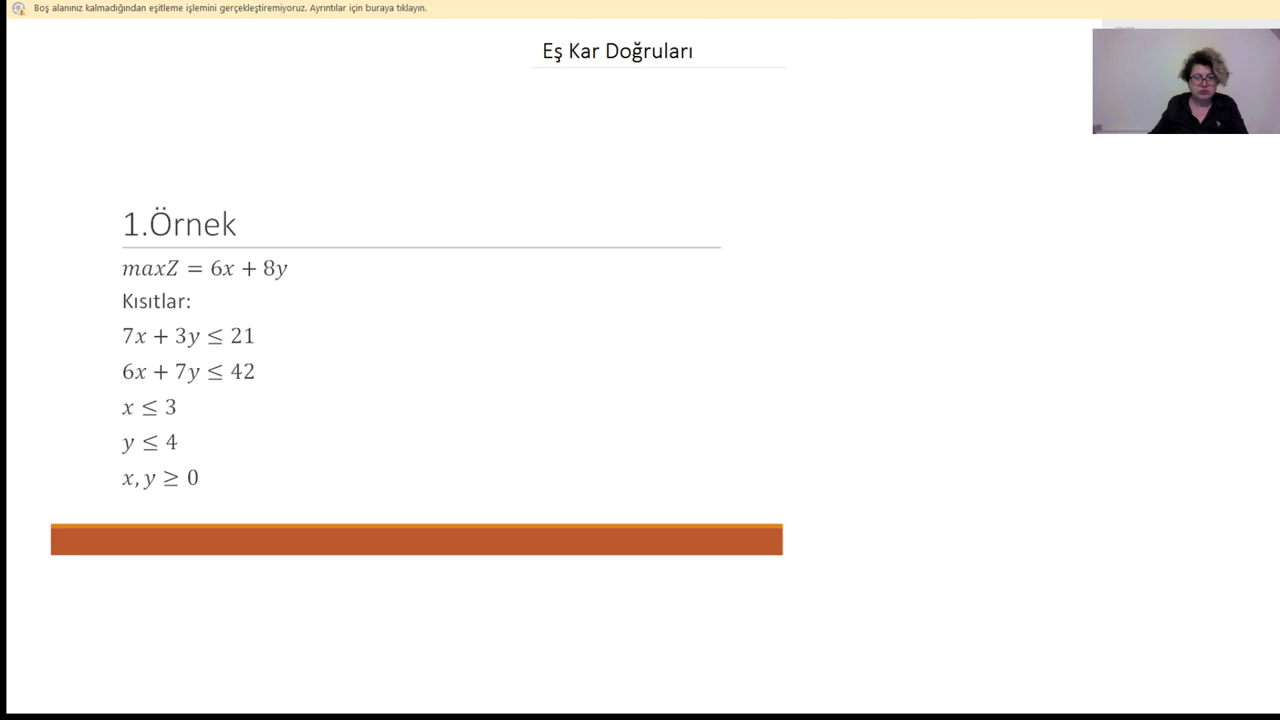 Boş alanınız kalmadığından eşitleme işlemini gerçekleştiremiyoruz. Ayrıntılar için buraya tıklayın.
Eş Kar Doğruları
1.Örnek
maxZ = 6x + 8y
Kısıtlar:
7x + 3y ≤ 21
6x + 7y ≤ 42
x ≤ 3
y ≤ 4
x, y ≥ 0